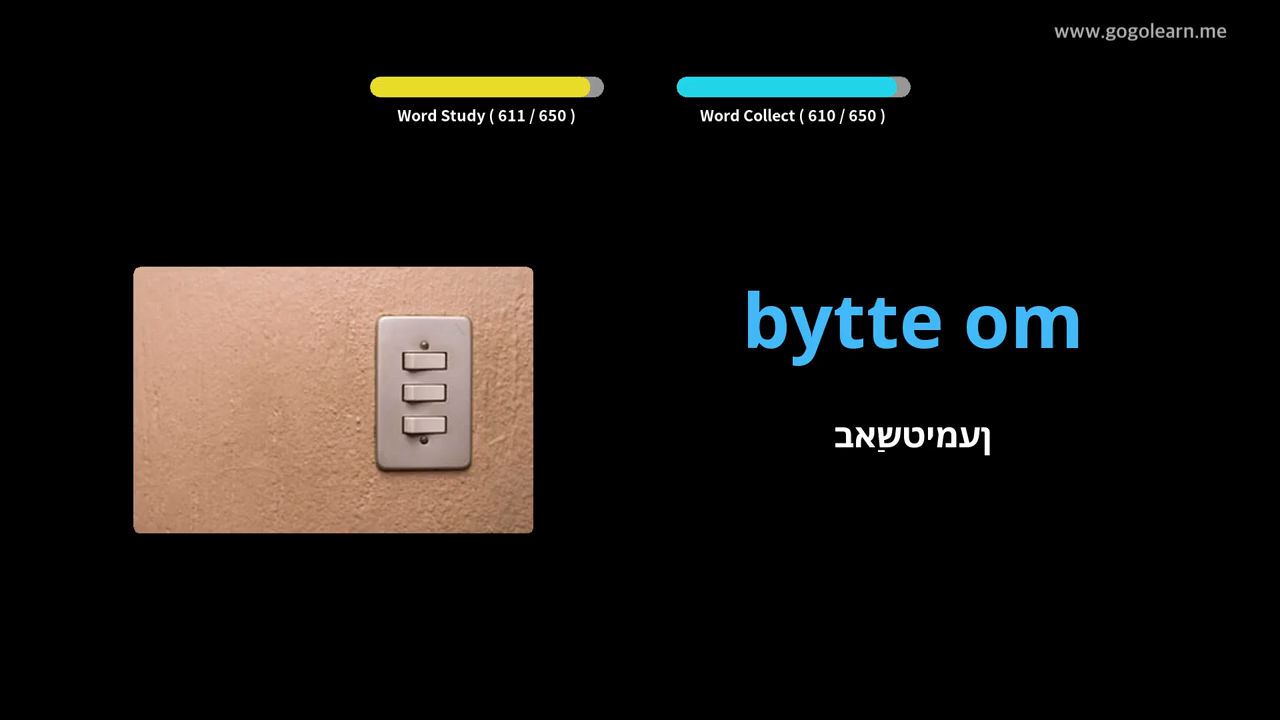 www.gogolearn.me
Word Study ( 611 / 650 )
Word Collect ( 610 / 650 )
bytte om
ןעמיטשַאב